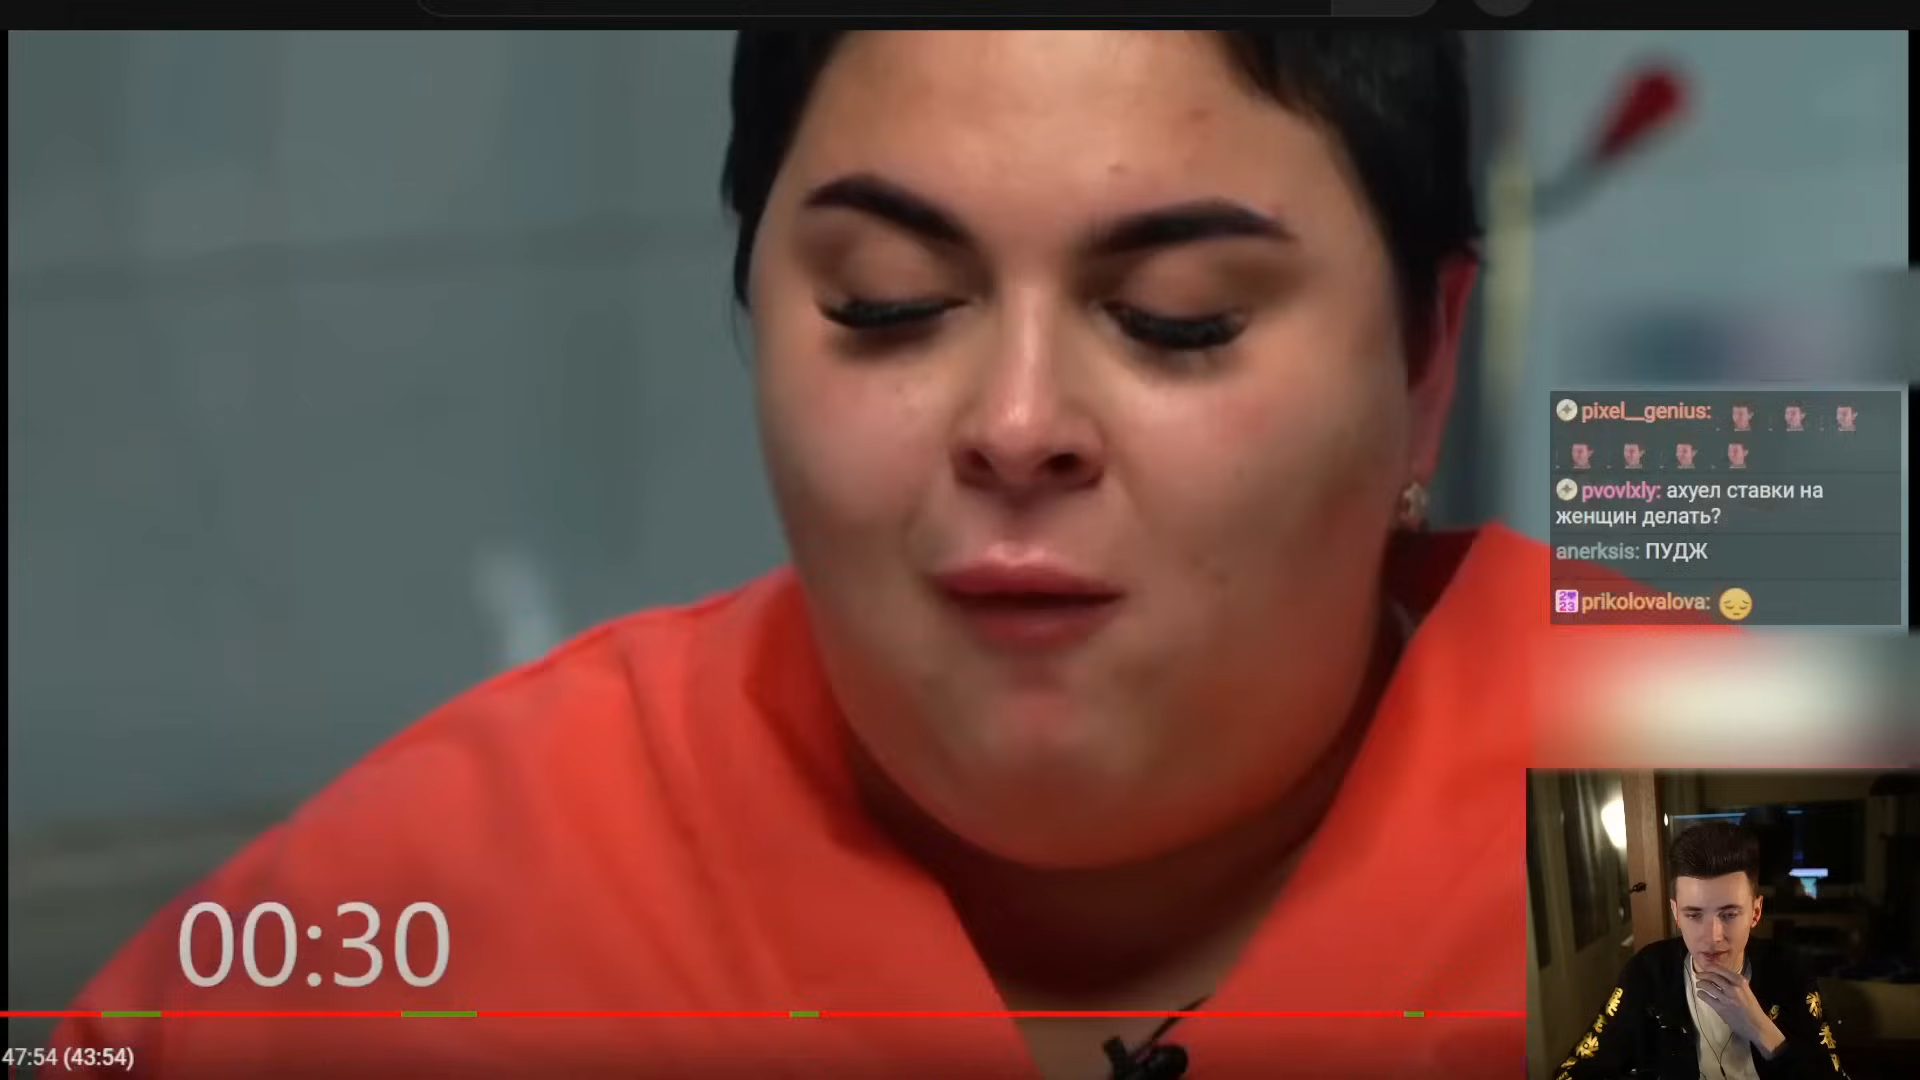 pixel__genius:
pvovlxly: ахуел ставки на
женщин делать?
anerksis: ПУДЖ
prikolovalova:
00:30
47:54 (43:54)